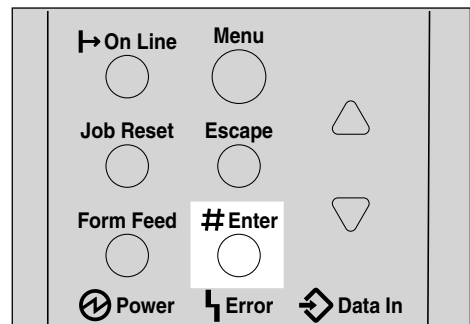 On Line Menu
Job Reset Escape
Form Feed # Enter
Power Error Data In